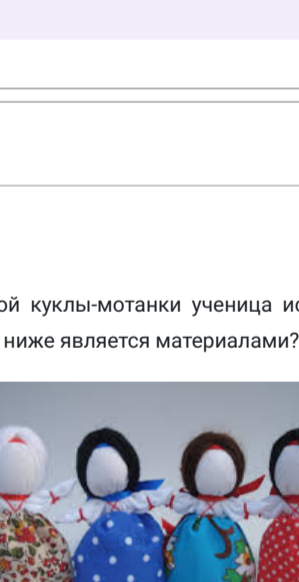 ой куклы-мотанки ученица ис
ниже является материалами?